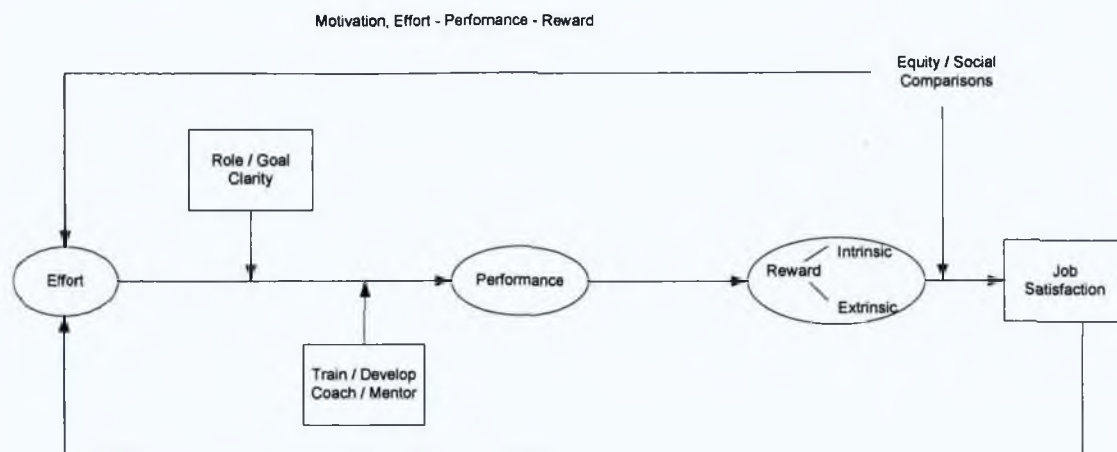 Motivation, Effort - Performance - Reward
Equity / Social
Comparisons
Role / Goal
Clarity
Effort
Performance
Reward
Intrinsic
Extrinsic
Job
Satisfaction
Train / Develop
Coach / Mentor